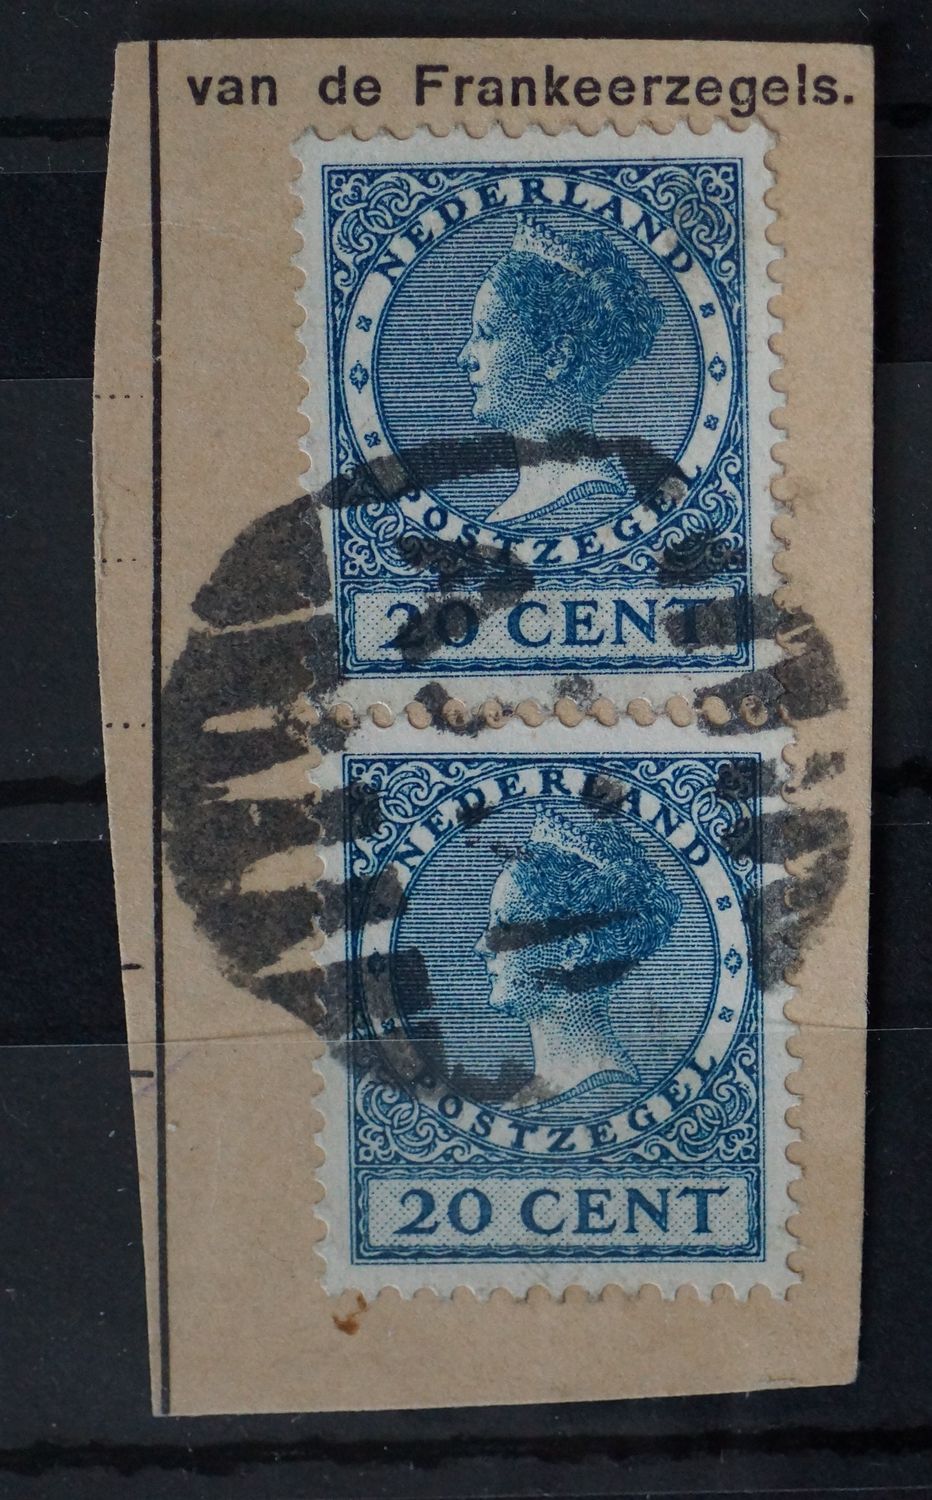 van de Frankeerzegels.
NEDERLAND
POSTZEGEL
20 CENT
NEDERLAND
POSTZEGEL
20 CENT